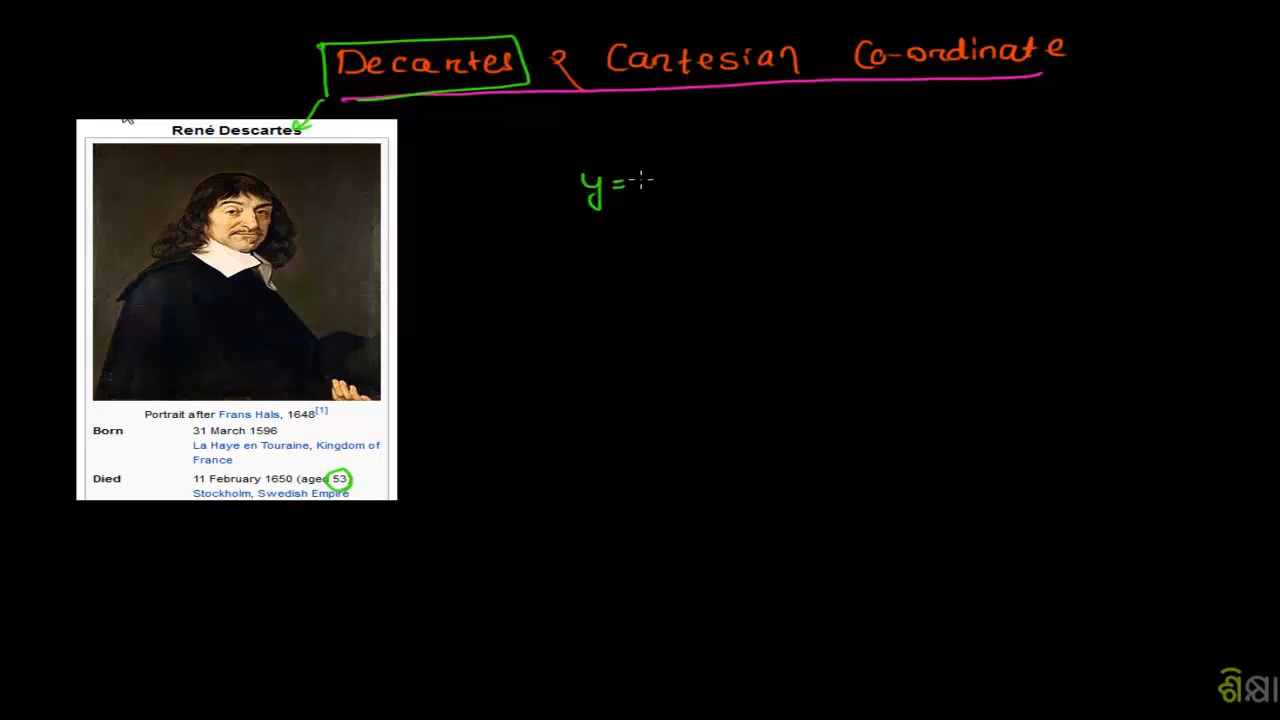 Decartes & Cartesian Co-ordinate
René Descartes
y =
Portrait after Frans Hals, 1648[1]
Born 31 March 1596
La Haye en Touraine, Kingdom of
France
Died 11 February 1650 (aged 53)
Stockholm, Swedish Empire
ଶିକ୍ଷା